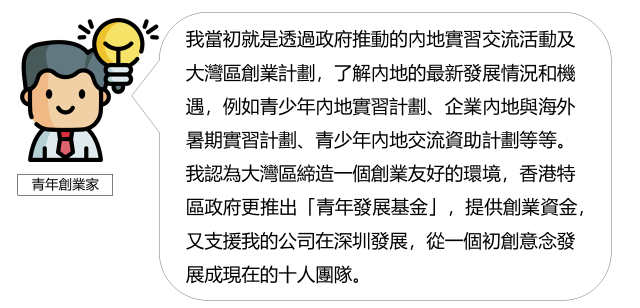 我當初就是透過政府推動的內地實習交流活動及
大灣區創業計劃，了解內地的最新發展情況和機
遇，例如青少年內地實習計劃、企業內地與海外
暑期實習計劃、青少年內地交流資助計劃等等。
我認為大灣區締造一個創業友好的環境，香港特
區政府更推出「青年發展基金」，提供創業資金，
又支援我的公司在深圳發展，從一個初創意念發
展成現在的十人團隊。
青年創業家